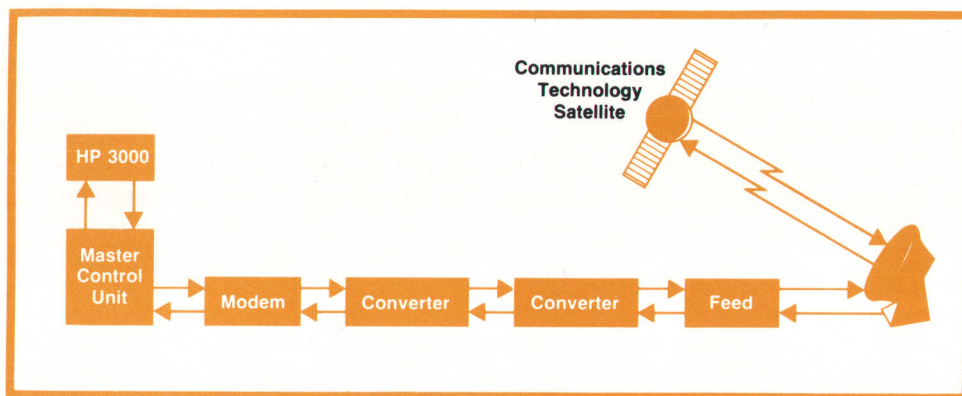 Communications
Technology
Satellite
HP 3000
Master
Control
Unit
Modem
Converter
Converter
Feed